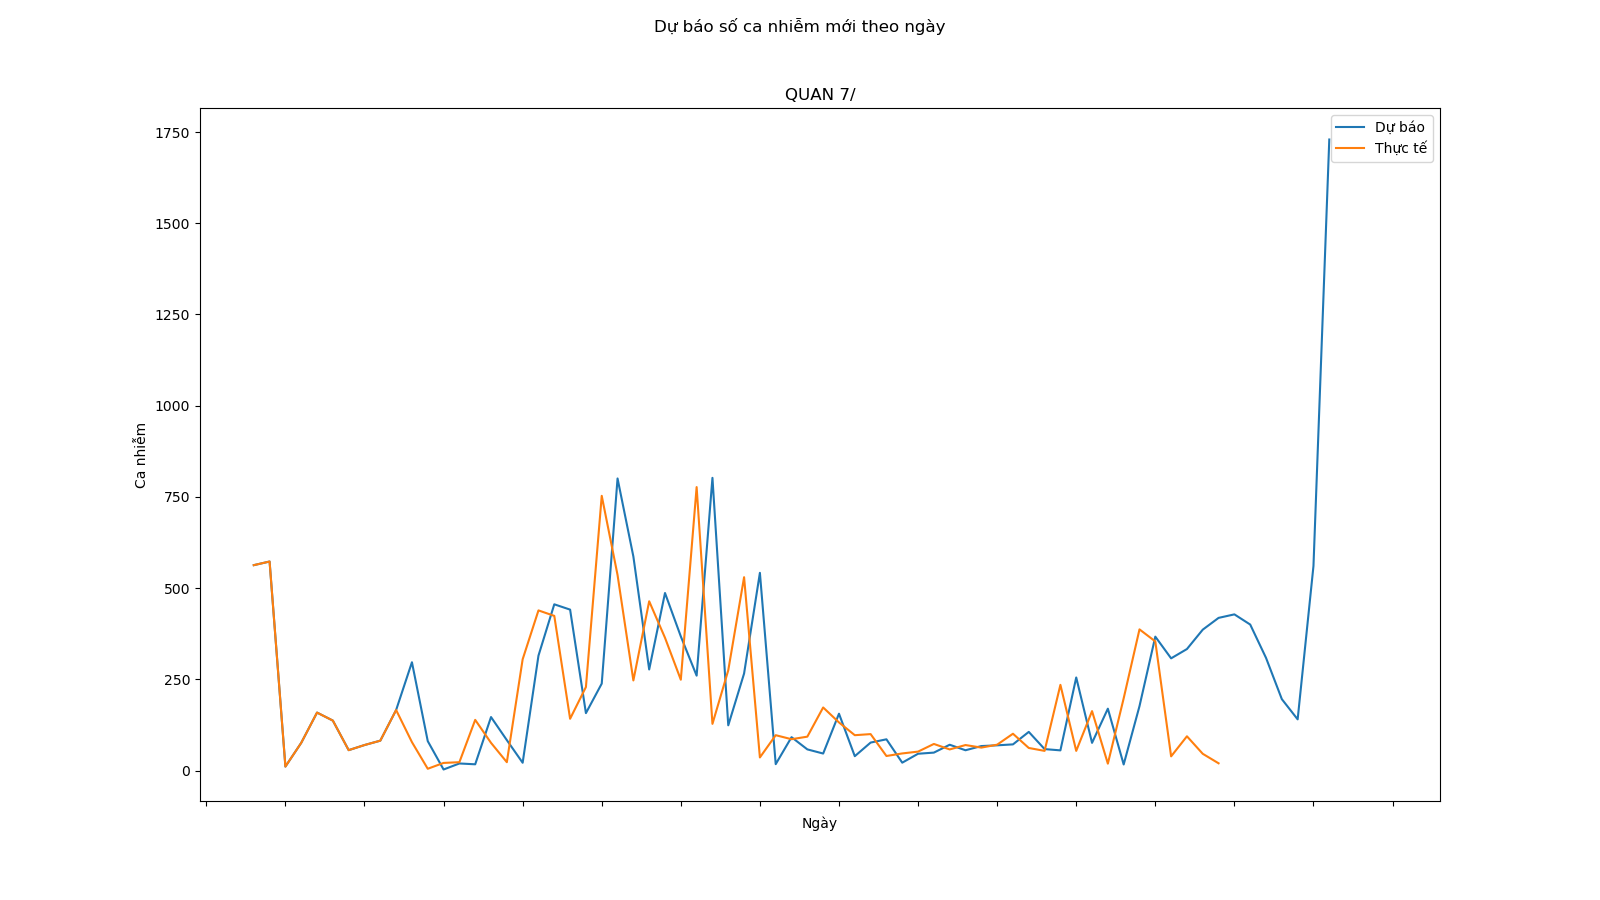 Dự báo số ca nhiễm mới theo ngày
QUAN 7/
Dự báo
Thực tế
1750
1500
1250
1000
750
500
250
0
Ca nhiễm
Ngày